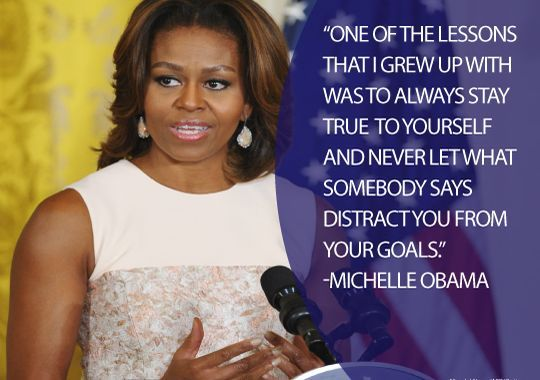 “ONE OF THE LESSONS
THAT I GREW UP WITH
WAS TO ALWAYS STAY
TRUE TO YOURSELF
AND NEVER LET WHAT
SOMEBODY SAYS
DISTRACT YOU FROM
YOUR GOALS.”
-MICHELLE OBAMA